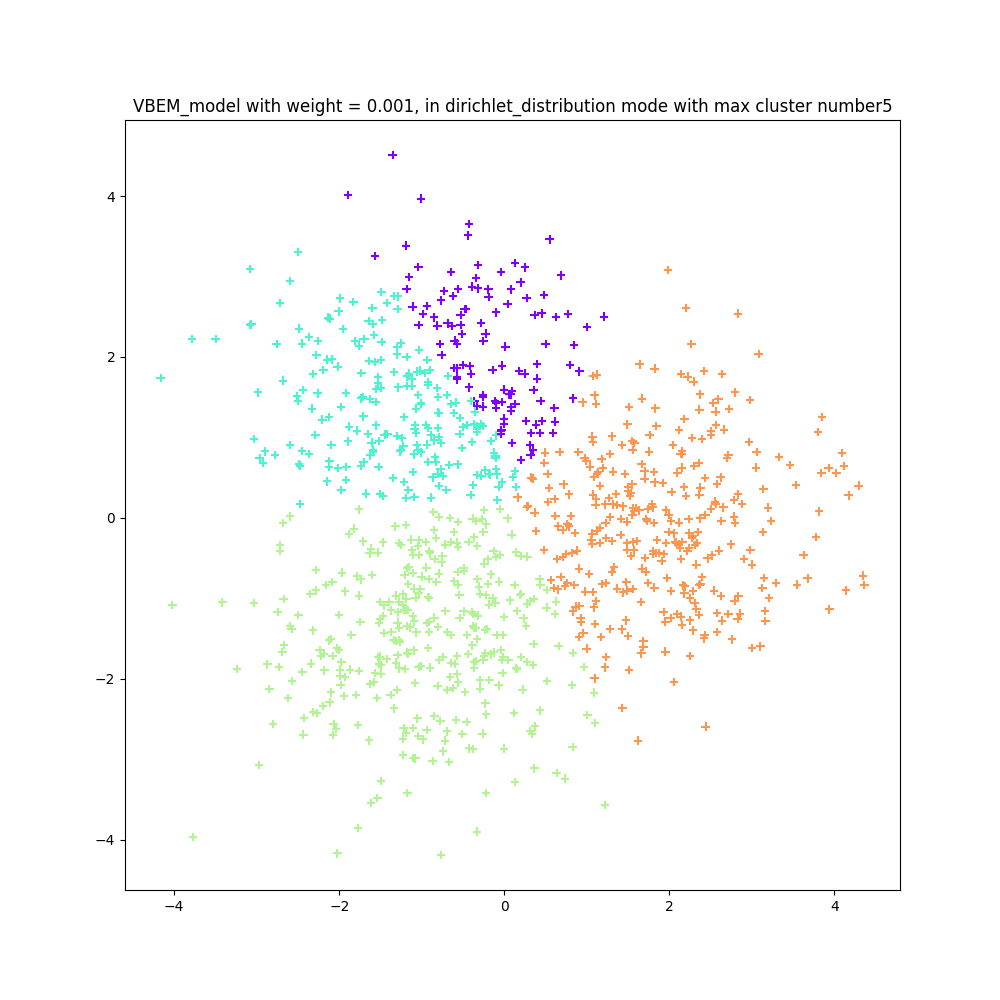 VBEM_model with weight = 0.001, in dirichlet_distribution mode with max cluster number5
4
2
0
−2
−4
−4 −2 0 2 4